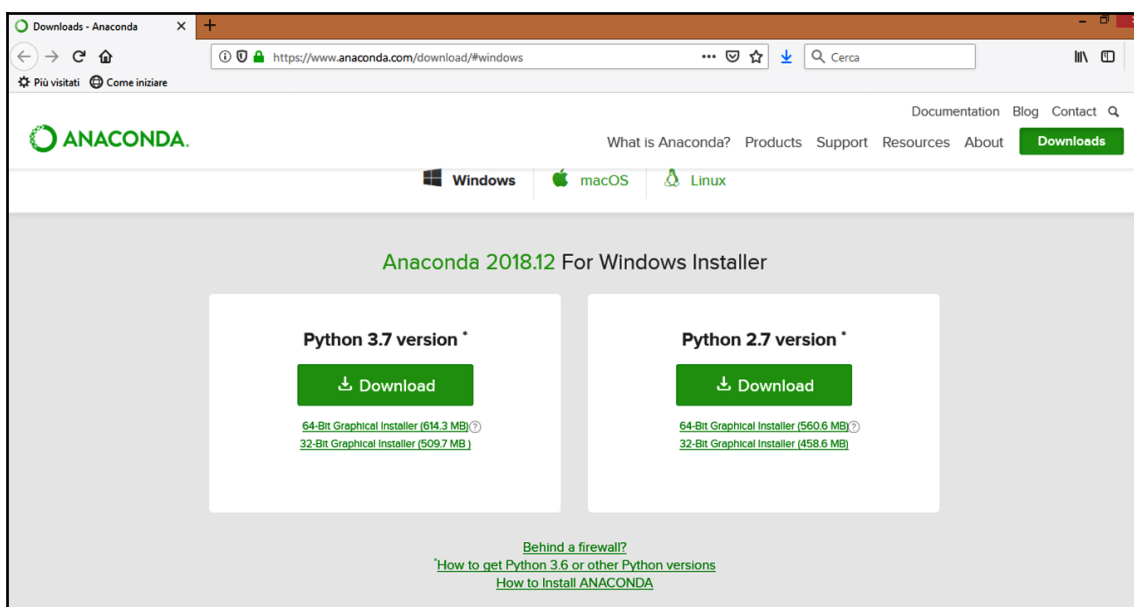 Downloads - Anaconda
https://www.anaconda.com/download/#windows
Cerca
Più visitati Come iniziare
Documentation Blog Contact
ANACONDA.
What is Anaconda? Products Support Resources About Downloads
Windows macOS Linux
Anaconda 2018.12 For Windows Installer
Python 3.7 version *
Download
64-Bit Graphical Installer (614.3 MB) ?
32-Bit Graphical Installer (509.7 MB )
Python 2.7 version *
Download
64-Bit Graphical Installer (560.6 MB) ?
32-Bit Graphical Installer (458.6 MB)
Behind a firewall?
*How to get Python 3.6 or other Python versions
How to Install ANACONDA